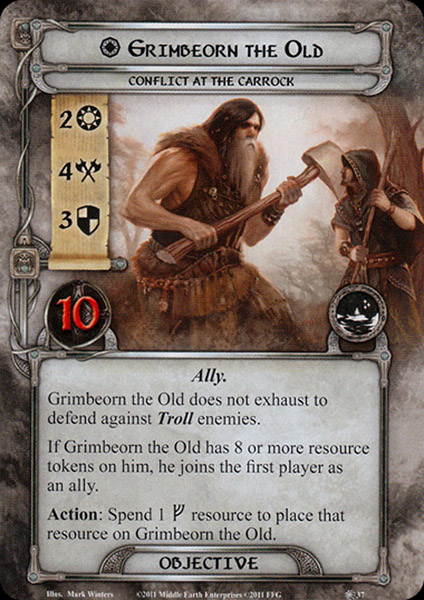 Grimbeorn the Old
Conflict at the Carrock
2
4
3
10
Ally.
Grimbeorn the Old does not exhaust to
defend against Troll enemies.
If Grimbeorn the Old has 8 or more resource
tokens on him, he joins the first player as
an ally.
Action: Spend 1 resource to place that
resource on Grimbeorn the Old.
OBJECTIVE
Illus. Mark Winters ©2011 Middle Earth Enterprises ©2011 FFG 37